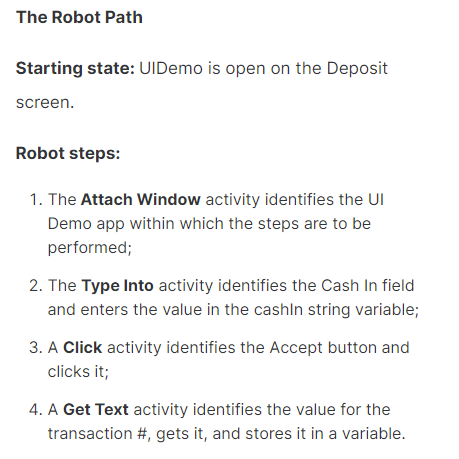 The Robot Path
Starting state: UIDemo is open on the Deposit
screen.
Robot steps:
1. The Attach Window activity identifies the UI
Demo app within which the steps are to be
performed;
2. The Type Into activity identifies the Cash In field
and enters the value in the cashIn string variable;
3. A Click activity identifies the Accept button and
clicks it;
4. A Get Text activity identifies the value for the
transaction #, gets it, and stores it in a variable.